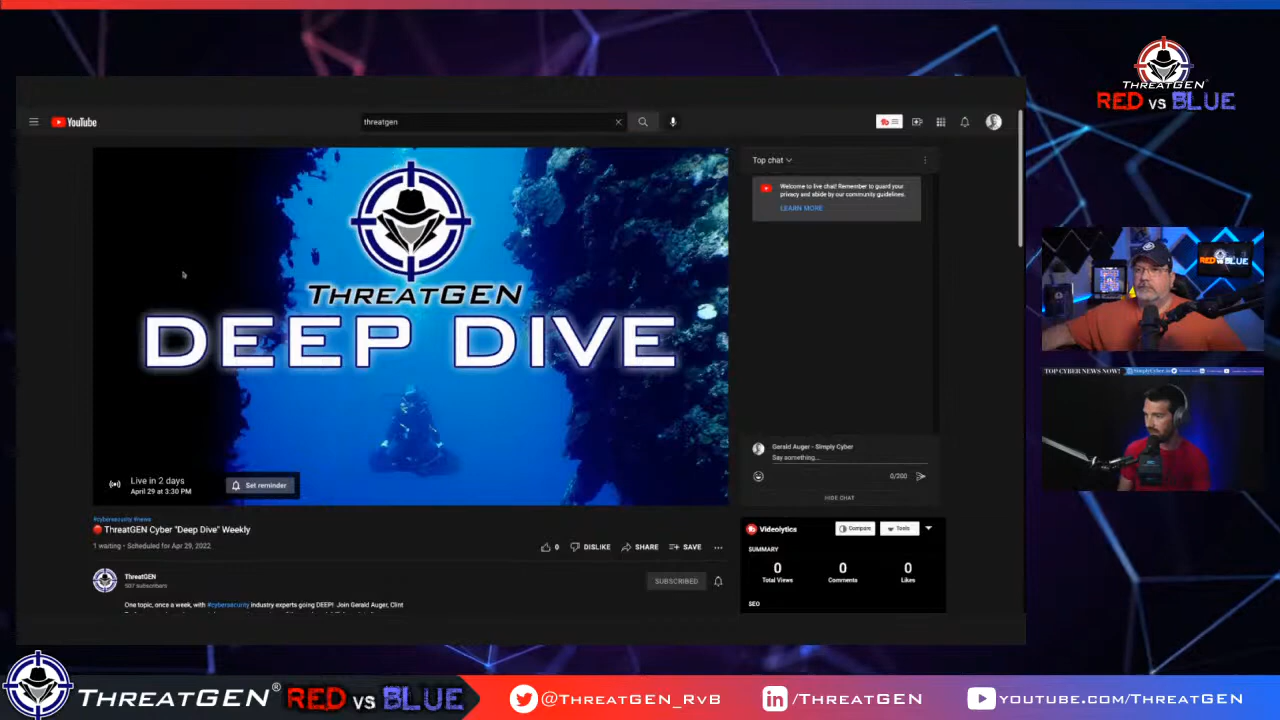 THREATGEN®
RED vs BLUE
YouTube
threatgen
THREATGEN
DEEP DIVE
Live in 2 days
April 29 at 3:30 PM
Set reminder
Top chat
Welcome to live chat! Remember to guard your
privacy and abide by our community guidelines.
LEARN MORE
Gerald Auger - Simply Cyber
Say something...
0/200
HIDE CHAT
#cybersecurity #news
ThreatGEN Cyber "Deep Dive" Weekly
1 waiting • Scheduled for Apr 29, 2022
0 DISLIKE SHARE SAVE
ThreatGEN
SUBSCRIBED
One topic, once a week, with #cybersecurity industry experts going DEEP! Join Gerald Auger, Clint
Videolytics Compare Tools
SUMMARY
0 0 0
Total Views Comments Likes
SEO
RED vs BLUE
TOP CYBER NEWS NOW!
THREATGEN® RED vs BLUE @THREATGEN_RVB /THREATGEN YOUTUBE.COM/THREATGEN